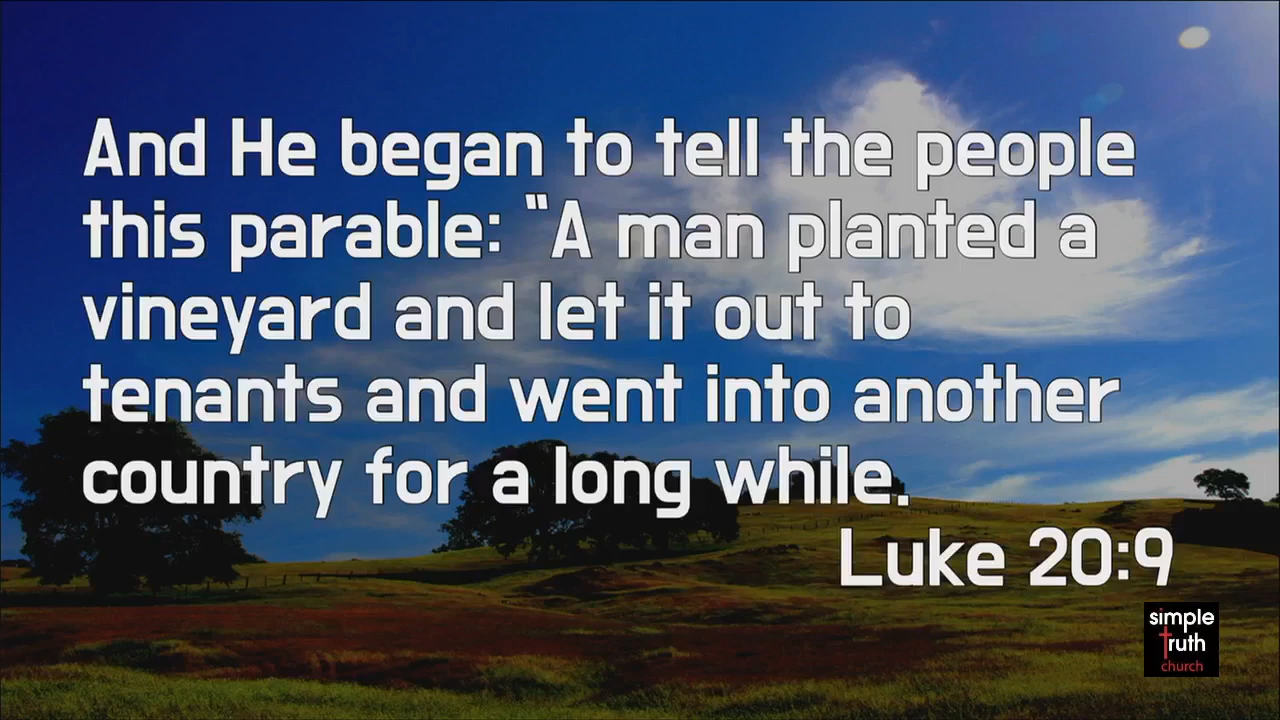 And He began to tell the people
this parable: "A man planted a
vineyard and let it out to
tenants and went into another
country for a long while.
Luke 20:9
simple
truth
church